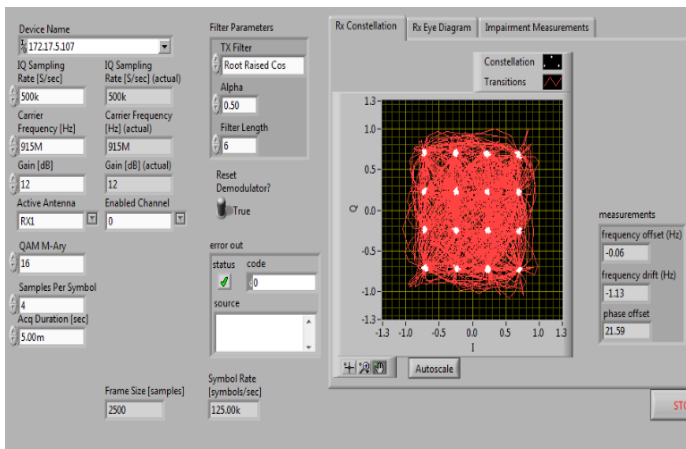 Device Name
172.17.5.107
IQ Sampling
Rate [S/sec]
500k
IQ Sampling
Rate [S/sec] (actual)
500k
Carrier
Frequency [Hz]
915M
Carrier Frequency
[Hz] (actual)
915M
Gain [dB]
12
Gain [dB] (actual)
12
Active Antenna
RX1
Enabled Channel
0
QAM M-Ary
16
Samples Per Symbol
4
Acq Duration [sec]
5.00m
Frame Size [samples]
2500
Filter Parameters
TX Filter
Root Raised Cos
Alpha
0.50
Filter Length
6
Reset
Demodulator?
True
error out
status
code
0
source
Symbol Rate
[symbols/sec]
125.00k
Rx Constellation
Rx Eye Diagram
Impairment Measurements
Constellation
Transitions
Q
1.3
1.0
0.5
0.0
-0.5
-1.0
-1.3
-1.3 -1.0 -0.5 0.0 0.5 1.0 1.3
I
Autoscale
measurements
frequency offset (Hz)
-0.06
frequency drift (Hz)
-1.13
phase offset
21.59
STO